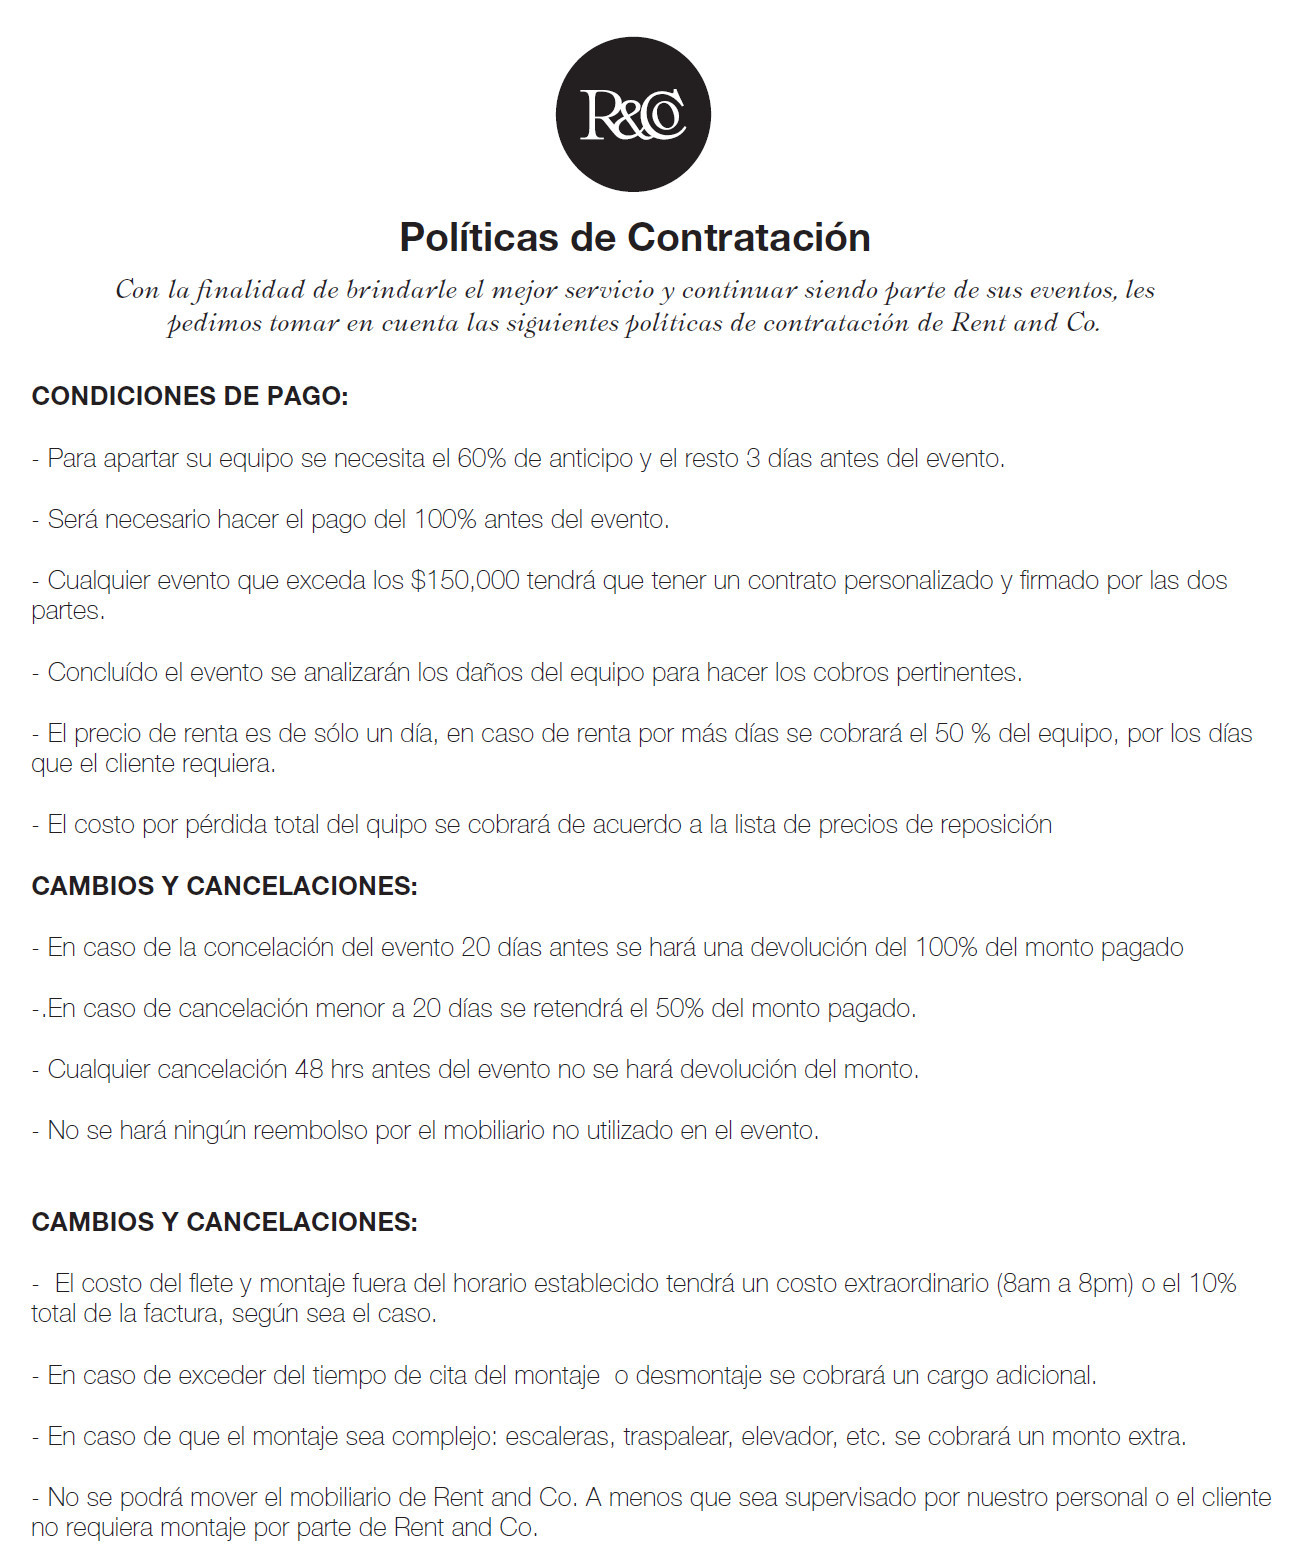 R&Co
Políticas de Contratación
Con la finalidad de brindarle el mejor servicio y continuar siendo parte de sus eventos, les
pedimos tomar en cuenta las siguientes políticas de contratación de Rent and Co.
CONDICIONES DE PAGO:
- Para apartar su equipo se necesita el 60% de anticipo y el resto 3 días antes del evento.
- Será necesario hacer el pago del 100% antes del evento.
- Cualquier evento que exceda los $150,000 tendrá que tener un contrato personalizado y firmado por las dos
partes.
- Concluído el evento se analizarán los daños del equipo para hacer los cobros pertinentes.
- El precio de renta es de sólo un día, en caso de renta por más días se cobrará el 50 % del equipo, por los días
que el cliente requiera.
- El costo por pérdida total del quipo se cobrará de acuerdo a la lista de precios de reposición
CAMBIOS Y CANCELACIONES:
- En caso de la concelación del evento 20 días antes se hará una devolución del 100% del monto pagado
-.En caso de cancelación menor a 20 días se retendrá el 50% del monto pagado.
- Cualquier cancelación 48 hrs antes del evento no se hará devolución del monto.
- No se hará ningún reembolso por el mobiliario no utilizado en el evento.
CAMBIOS Y CANCELACIONES:
-  El costo del flete y montaje fuera del horario establecido tendrá un costo extraordinario (8am a 8pm) o el 10%
total de la factura, según sea el caso.
- En caso de exceder del tiempo de cita del montaje  o desmontaje se cobrará un cargo adicional.
- En caso de que el montaje sea complejo: escaleras, traspalear, elevador, etc. se cobrará un monto extra.
- No se podrá mover el mobiliario de Rent and Co. A menos que sea supervisado por nuestro personal o el cliente
no requiera montaje por parte de Rent and Co.